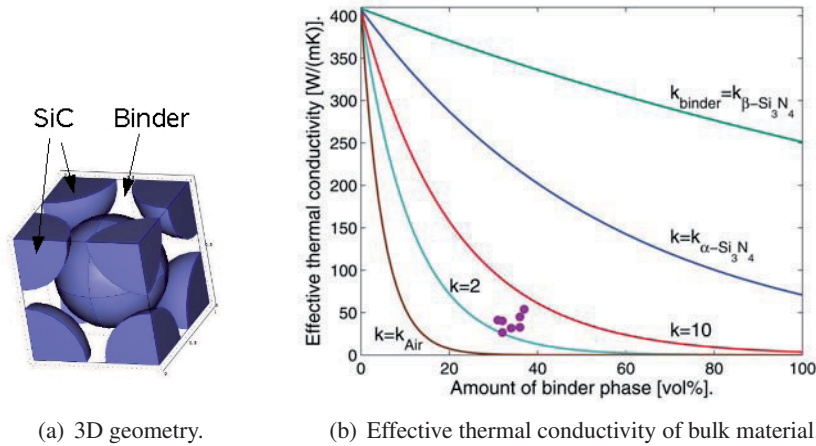 SiC Binder
(a) 3D geometry.
Effective thermal conductivity [W/(mK)].
400
350
300
250
200
150
100
50
0
0 20 40 60 80 100
Amount of binder phase [vol%].
k_binder=k_β−Si_3N_4
k=k_α−Si_3N_4
k=2
k=10
k=k_Air
(b) Effective thermal conductivity of bulk material